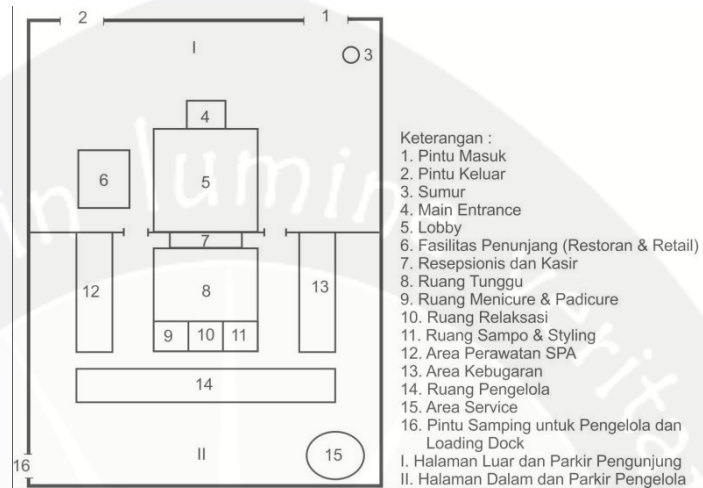 2
1
I
3
4
5
6
7
8
9
10
11
12
13
14
15
16
II
Keterangan :
1. Pintu Masuk
2. Pintu Keluar
3. Sumur
4. Main Entrance
5. Lobby
6. Fasilitas Penunjang (Restoran & Retail)
7. Resepsionis dan Kasir
8. Ruang Tunggu
9. Ruang Menicure & Padicure
10. Ruang Relaksasi
11. Ruang Sampo & Styling
12. Area Perawatan SPA
13. Area Kebugaran
14. Ruang Pengelola
15. Area Service
16. Pintu Samping untuk Pengelola dan
Loading Dock
I. Halaman Luar dan Parkir Pengunjung
II. Halaman Dalam dan Parkir Pengelola
in lumine veritas